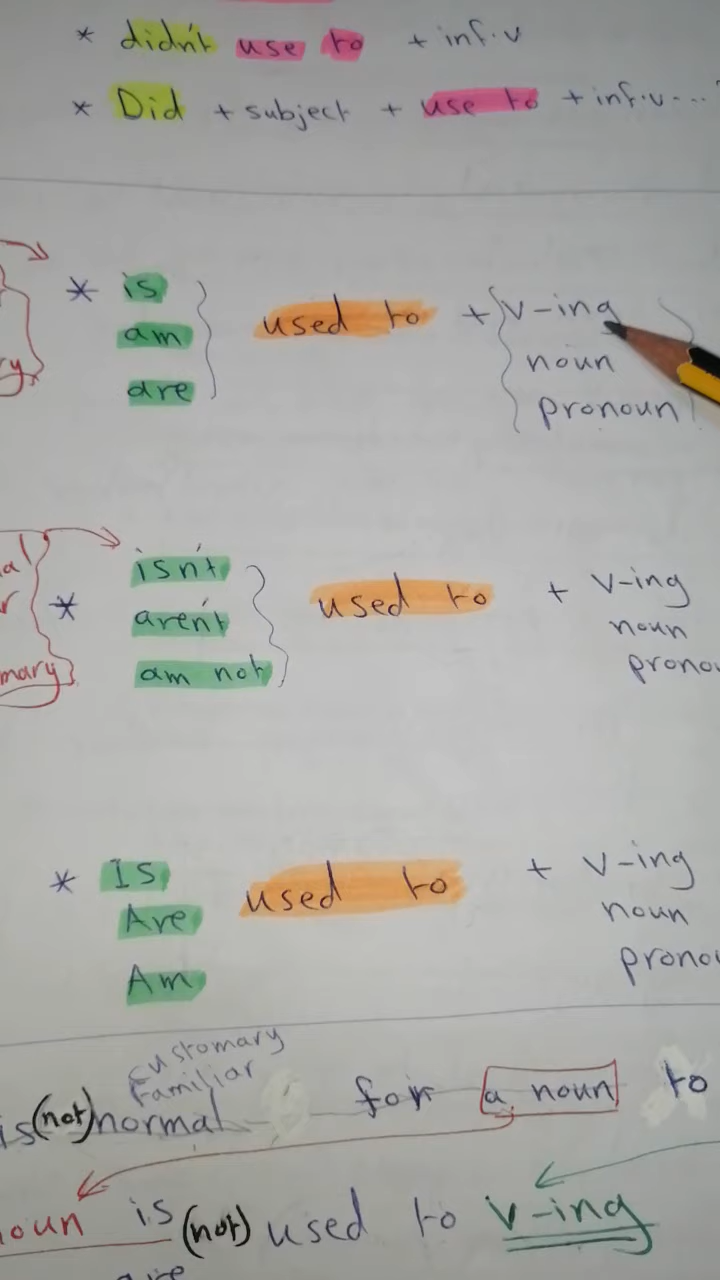 * didn't use to + inf.v
* Did + subject + use to + inf.v...
* is
am
are
used to + v-ing
noun
pronoun
* isn't
aren't
am not
used to + v-ing
noun
* Is
Are
Am
used to + v-ing
noun
customary
familiar
is (not) normal for a noun to
noun is (not) used to v-ing
are